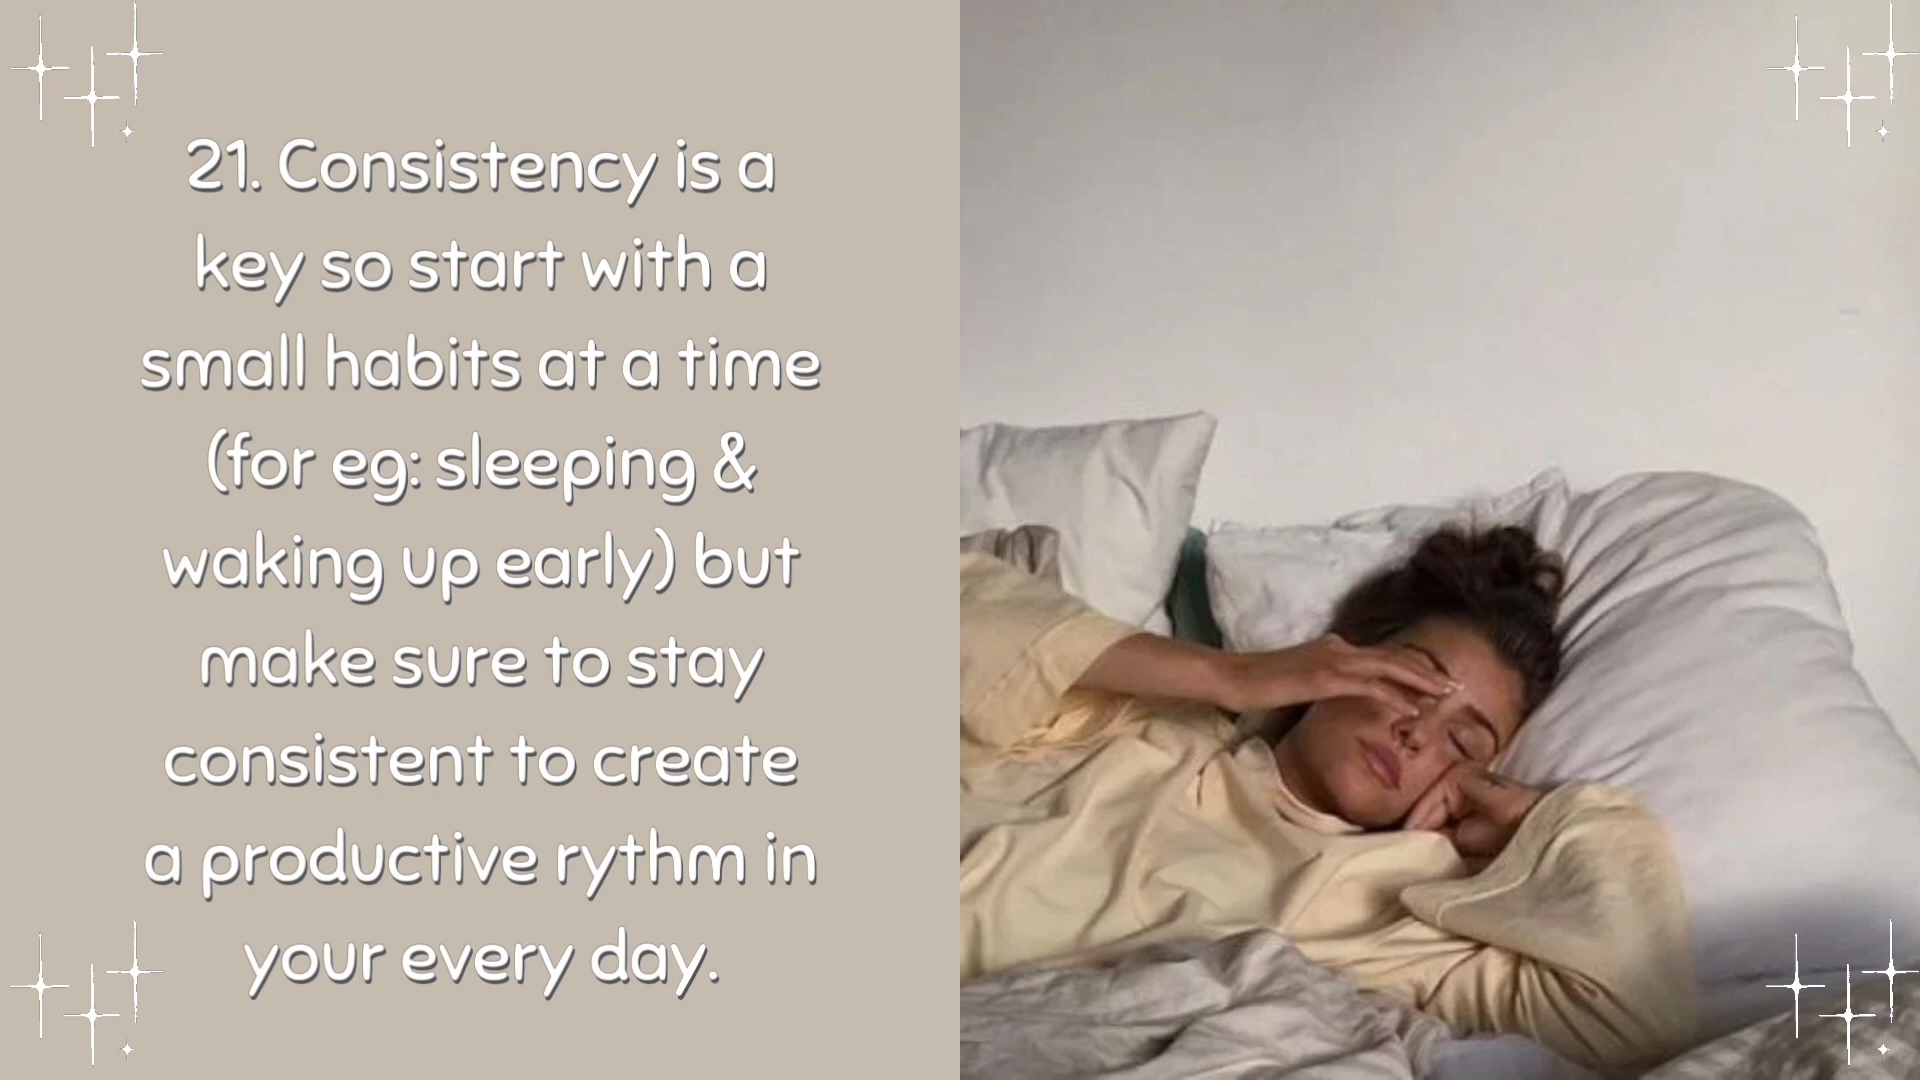 21. Consistency is a
key so start with a
small habits at a time
(for eg: sleeping &
waking up early) but
make sure to stay
consistent to create
a productive rythm in
your every day.